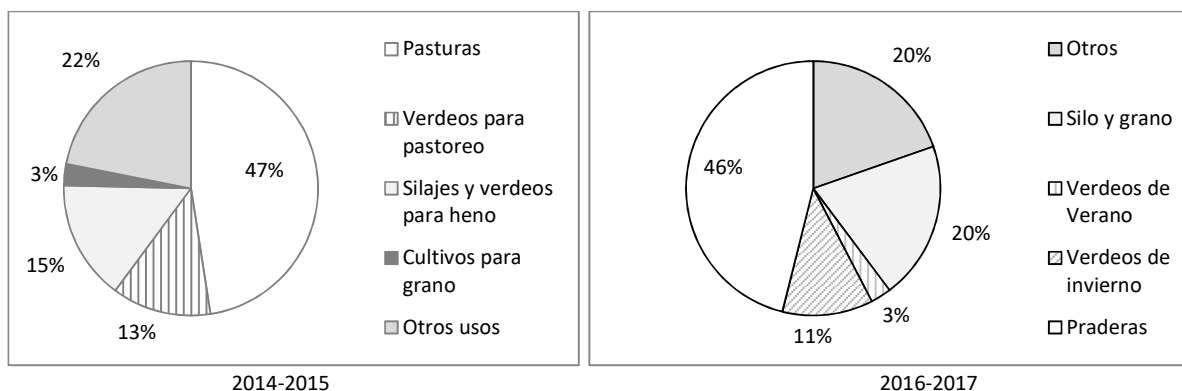 22%
3%
15%
13%
47%
Pasturas
Verdeos para
pastoreo
Silajes y verdeos
para heno
Cultivos para
grano
Otros usos
2014-2015
20%
46%
20%
11%
3%
Otros
Silo y grano
Verdeos de
Verano
Verdeos de
invierno
Praderas
2016-2017